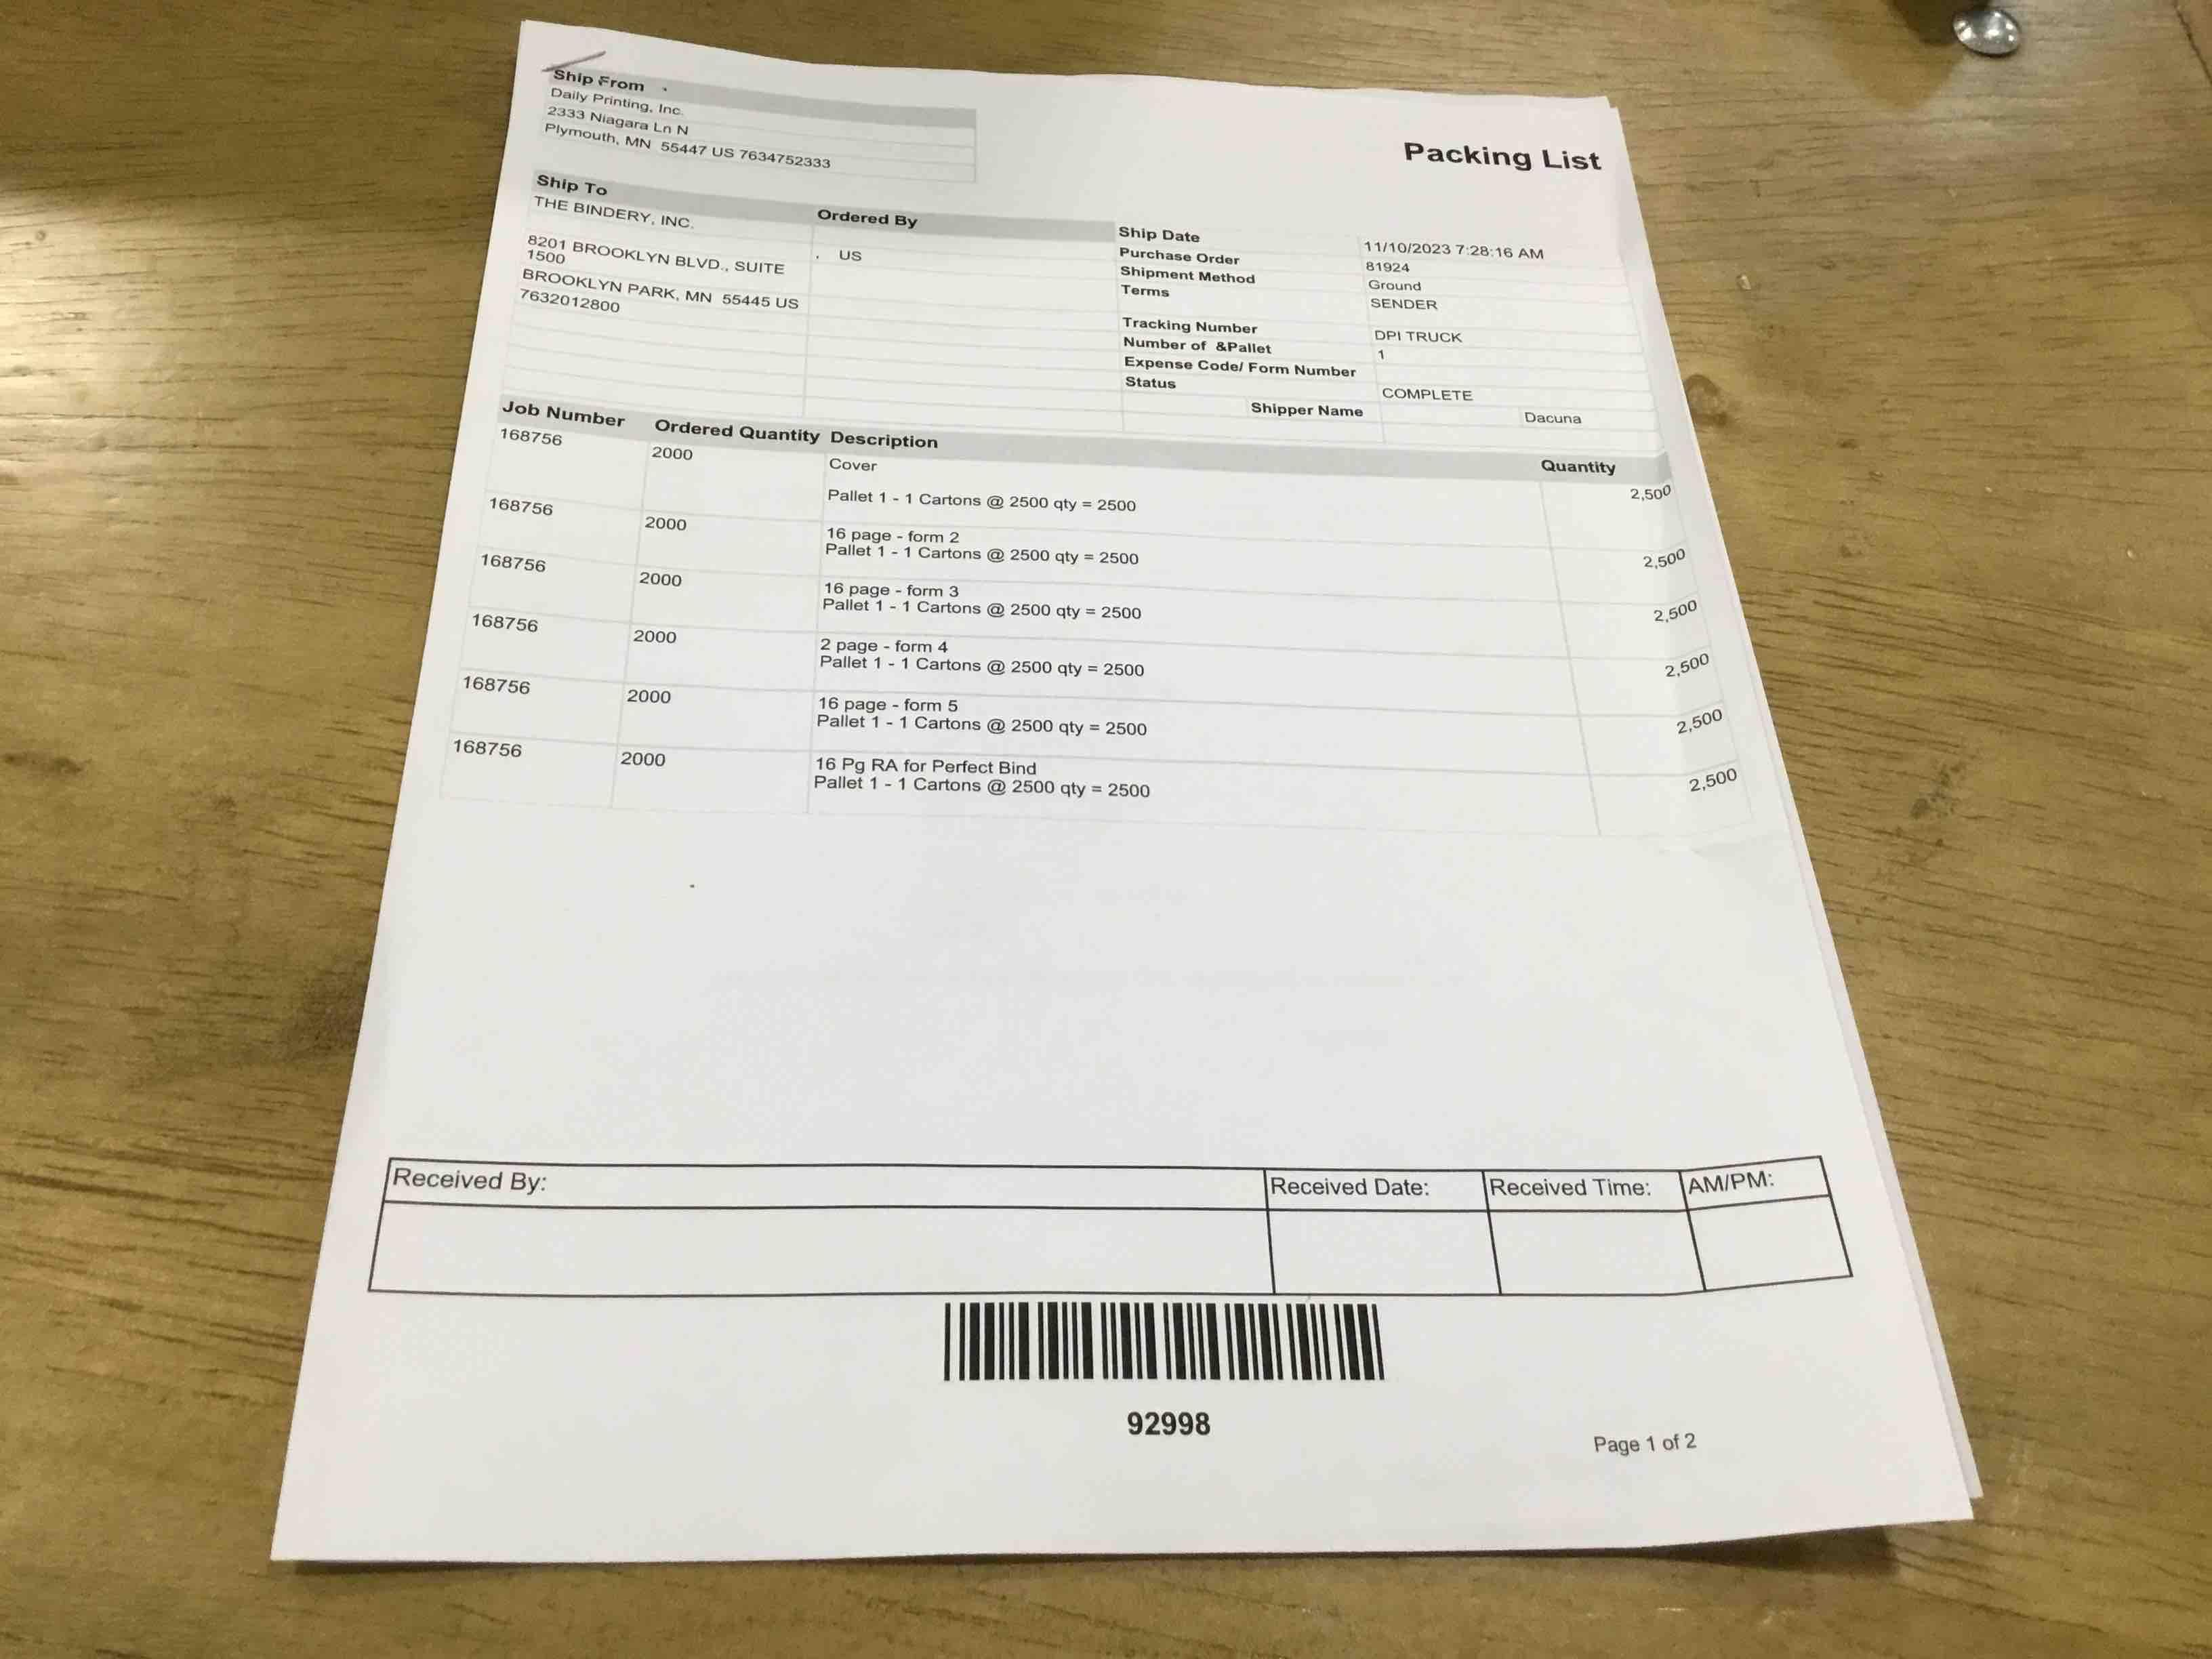 Ship From
Daily Printing, Inc.
2333 Niagara Ln N
Plymouth, MN 55447 US 7634752333
Packing List
Ship To
THE BINDERY, INC.
8201 BROOKLYN BLVD., SUITE
1500
BROOKLYN PARK, MN 55445 US
7632012800
Ordered By
, US
Ship Date 11/10/2023 7:28:16 AM
Purchase Order 81924
Shipment Method Ground
Terms SENDER
Tracking Number DPI TRUCK
Number of &Pallet 1
Expense Code/ Form Number
Status COMPLETE
Shipper Name Dacuna
Job Number Ordered Quantity Description Quantity
168756 2000 Cover 2,500
Pallet 1 - 1 Cartons @ 2500 qty = 2500
168756 2000 16 page - form 2 2,500
Pallet 1 - 1 Cartons @ 2500 qty = 2500
168756 2000 16 page - form 3 2,500
Pallet 1 - 1 Cartons @ 2500 qty = 2500
168756 2000 2 page - form 4 2,500
Pallet 1 - 1 Cartons @ 2500 qty = 2500
168756 2000 16 page - form 5 2,500
Pallet 1 - 1 Cartons @ 2500 qty = 2500
168756 2000 16 Pg RA for Perfect Bind 2,500
Pallet 1 - 1 Cartons @ 2500 qty = 2500
Received By: Received Date: Received Time: AM/PM:
92998
Page 1 of 2